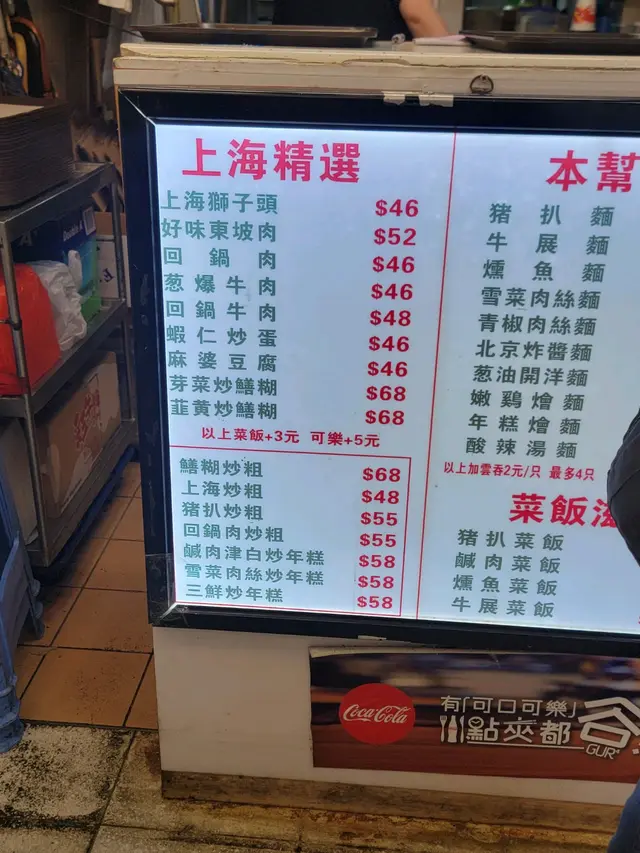 上海精選
上海獅子頭 $46
好味東坡肉 $52
回鍋肉 $46
葱爆牛肉 $46
回鍋牛肉 $48
蝦仁炒蛋 $46
麻婆豆腐 $46
芽菜炒鱔糊 $68
韮黄炒鱔糊 $68
以上菜飯+3元 可樂+5元
鱔糊炒粗 $68
上海炒粗 $48
猪扒炒粗 $55
回鍋肉炒粗 $55
鹹肉津白炒年糕 $58
雪菜肉絲炒年糕 $58
三鮮炒年糕 $58
本幫
猪扒麵
牛展麵
燻魚麵
雪菜肉絲麵
青椒肉絲麵
北京炸醬麵
葱油開洋麵
嫩鷄燴麵
年糕燴麵
酸辣湯麵
以上加雲吞2元/只 最多4只
菜飯
猪扒菜飯
鹹肉菜飯
燻魚菜飯
牛展菜飯
Coca-Cola
有「可口可樂」
點夾都
GUR